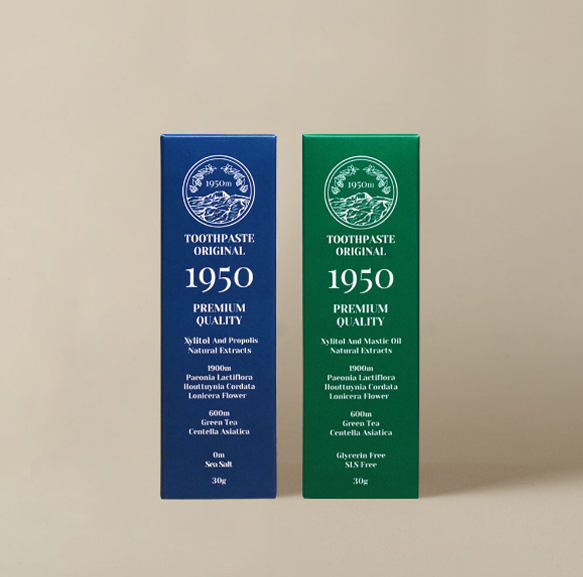 1950m
TOOTHPASTE
ORIGINAL
1950
PREMIUM
QUALITY
Xylitol And Propolis
Natural Extracts
1900m
Paeonia Lactiflora
Houttuynia Cordata
Lonicera Flower
600m
Green Tea
Centella Asiatica
0m
Sea Salt
30g
1950m
TOOTHPASTE
ORIGINAL
1950
PREMIUM
QUALITY
Xylitol And Mastic Oil
Natural Extracts
1900m
Paeonia Lactiflora
Houttuynia Cordata
Lonicera Flower
600m
Green Tea
Centella Asiatica
Glycerin Free
SLS Free
30g